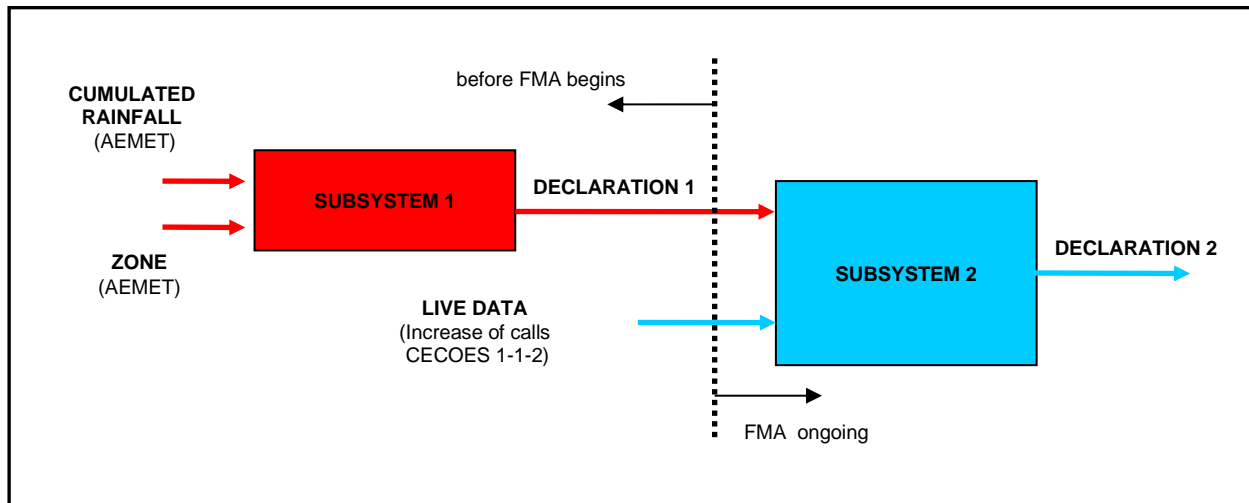 before FMA begins
CUMULATED
RAINFALL
(AEMET)
SUBSYSTEM 1
DECLARATION 1
ZONE
(AEMET)
SUBSYSTEM 2
DECLARATION 2
LIVE DATA
(Increase of calls
CECOES 1-1-2)
FMA ongoing